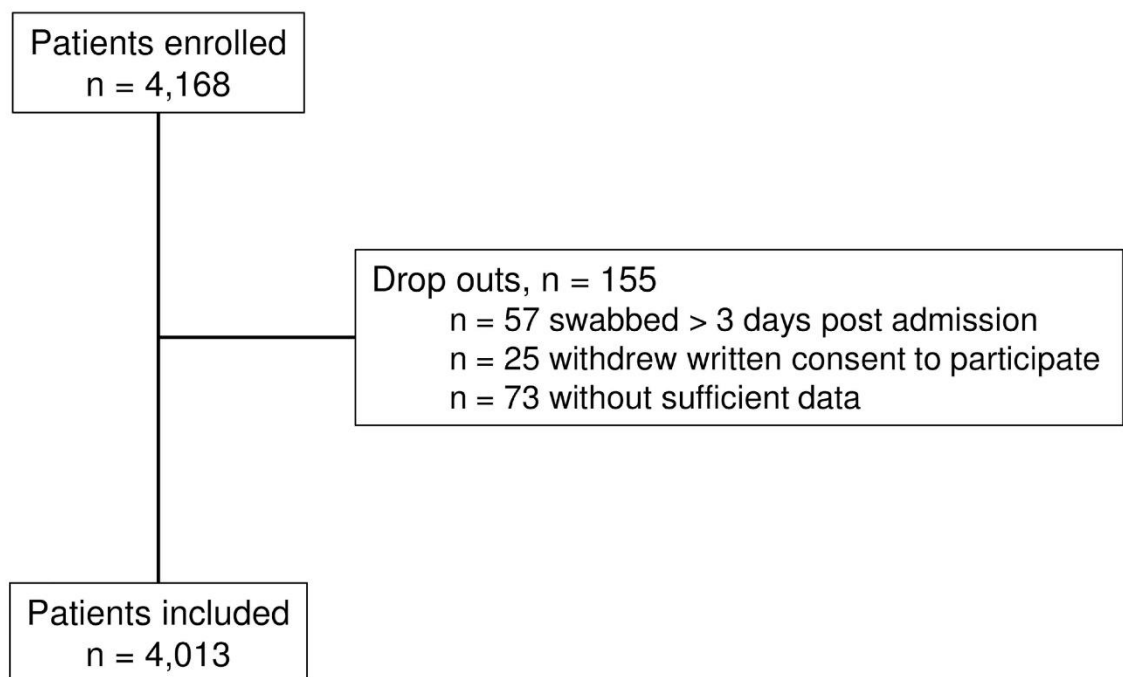 Patients enrolled
n = 4,168
Drop outs, n = 155
n = 57 swabbed > 3 days post admission
n = 25 withdrew written consent to participate
n = 73 without sufficient data
Patients included
n = 4,013